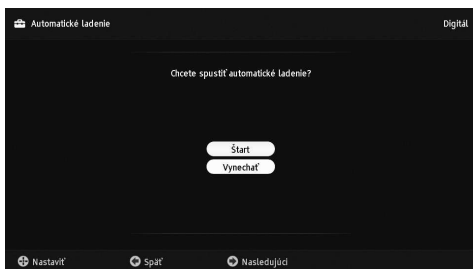 Automatické ladenie Digitál
Chcete spustiť automatické ladenie?
Štart
Vynechať
Nastaviť Späť Nasledujúci